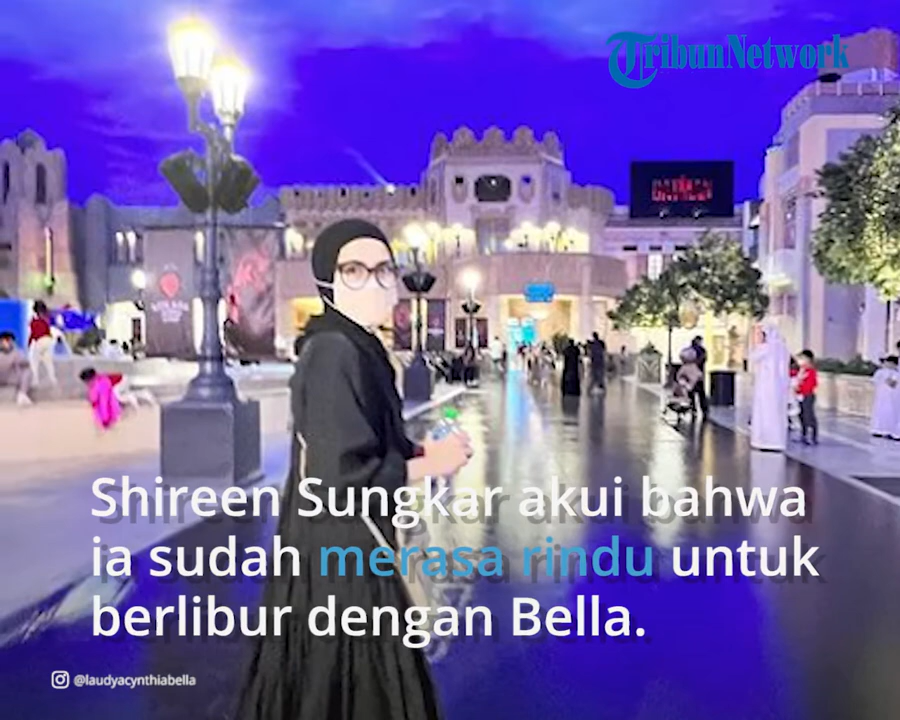 TribunNetwork
Shireen Sungkar akui bahwa
ia sudah merasa rindu untuk
berlibur dengan Bella.
@laudyacynthiabella